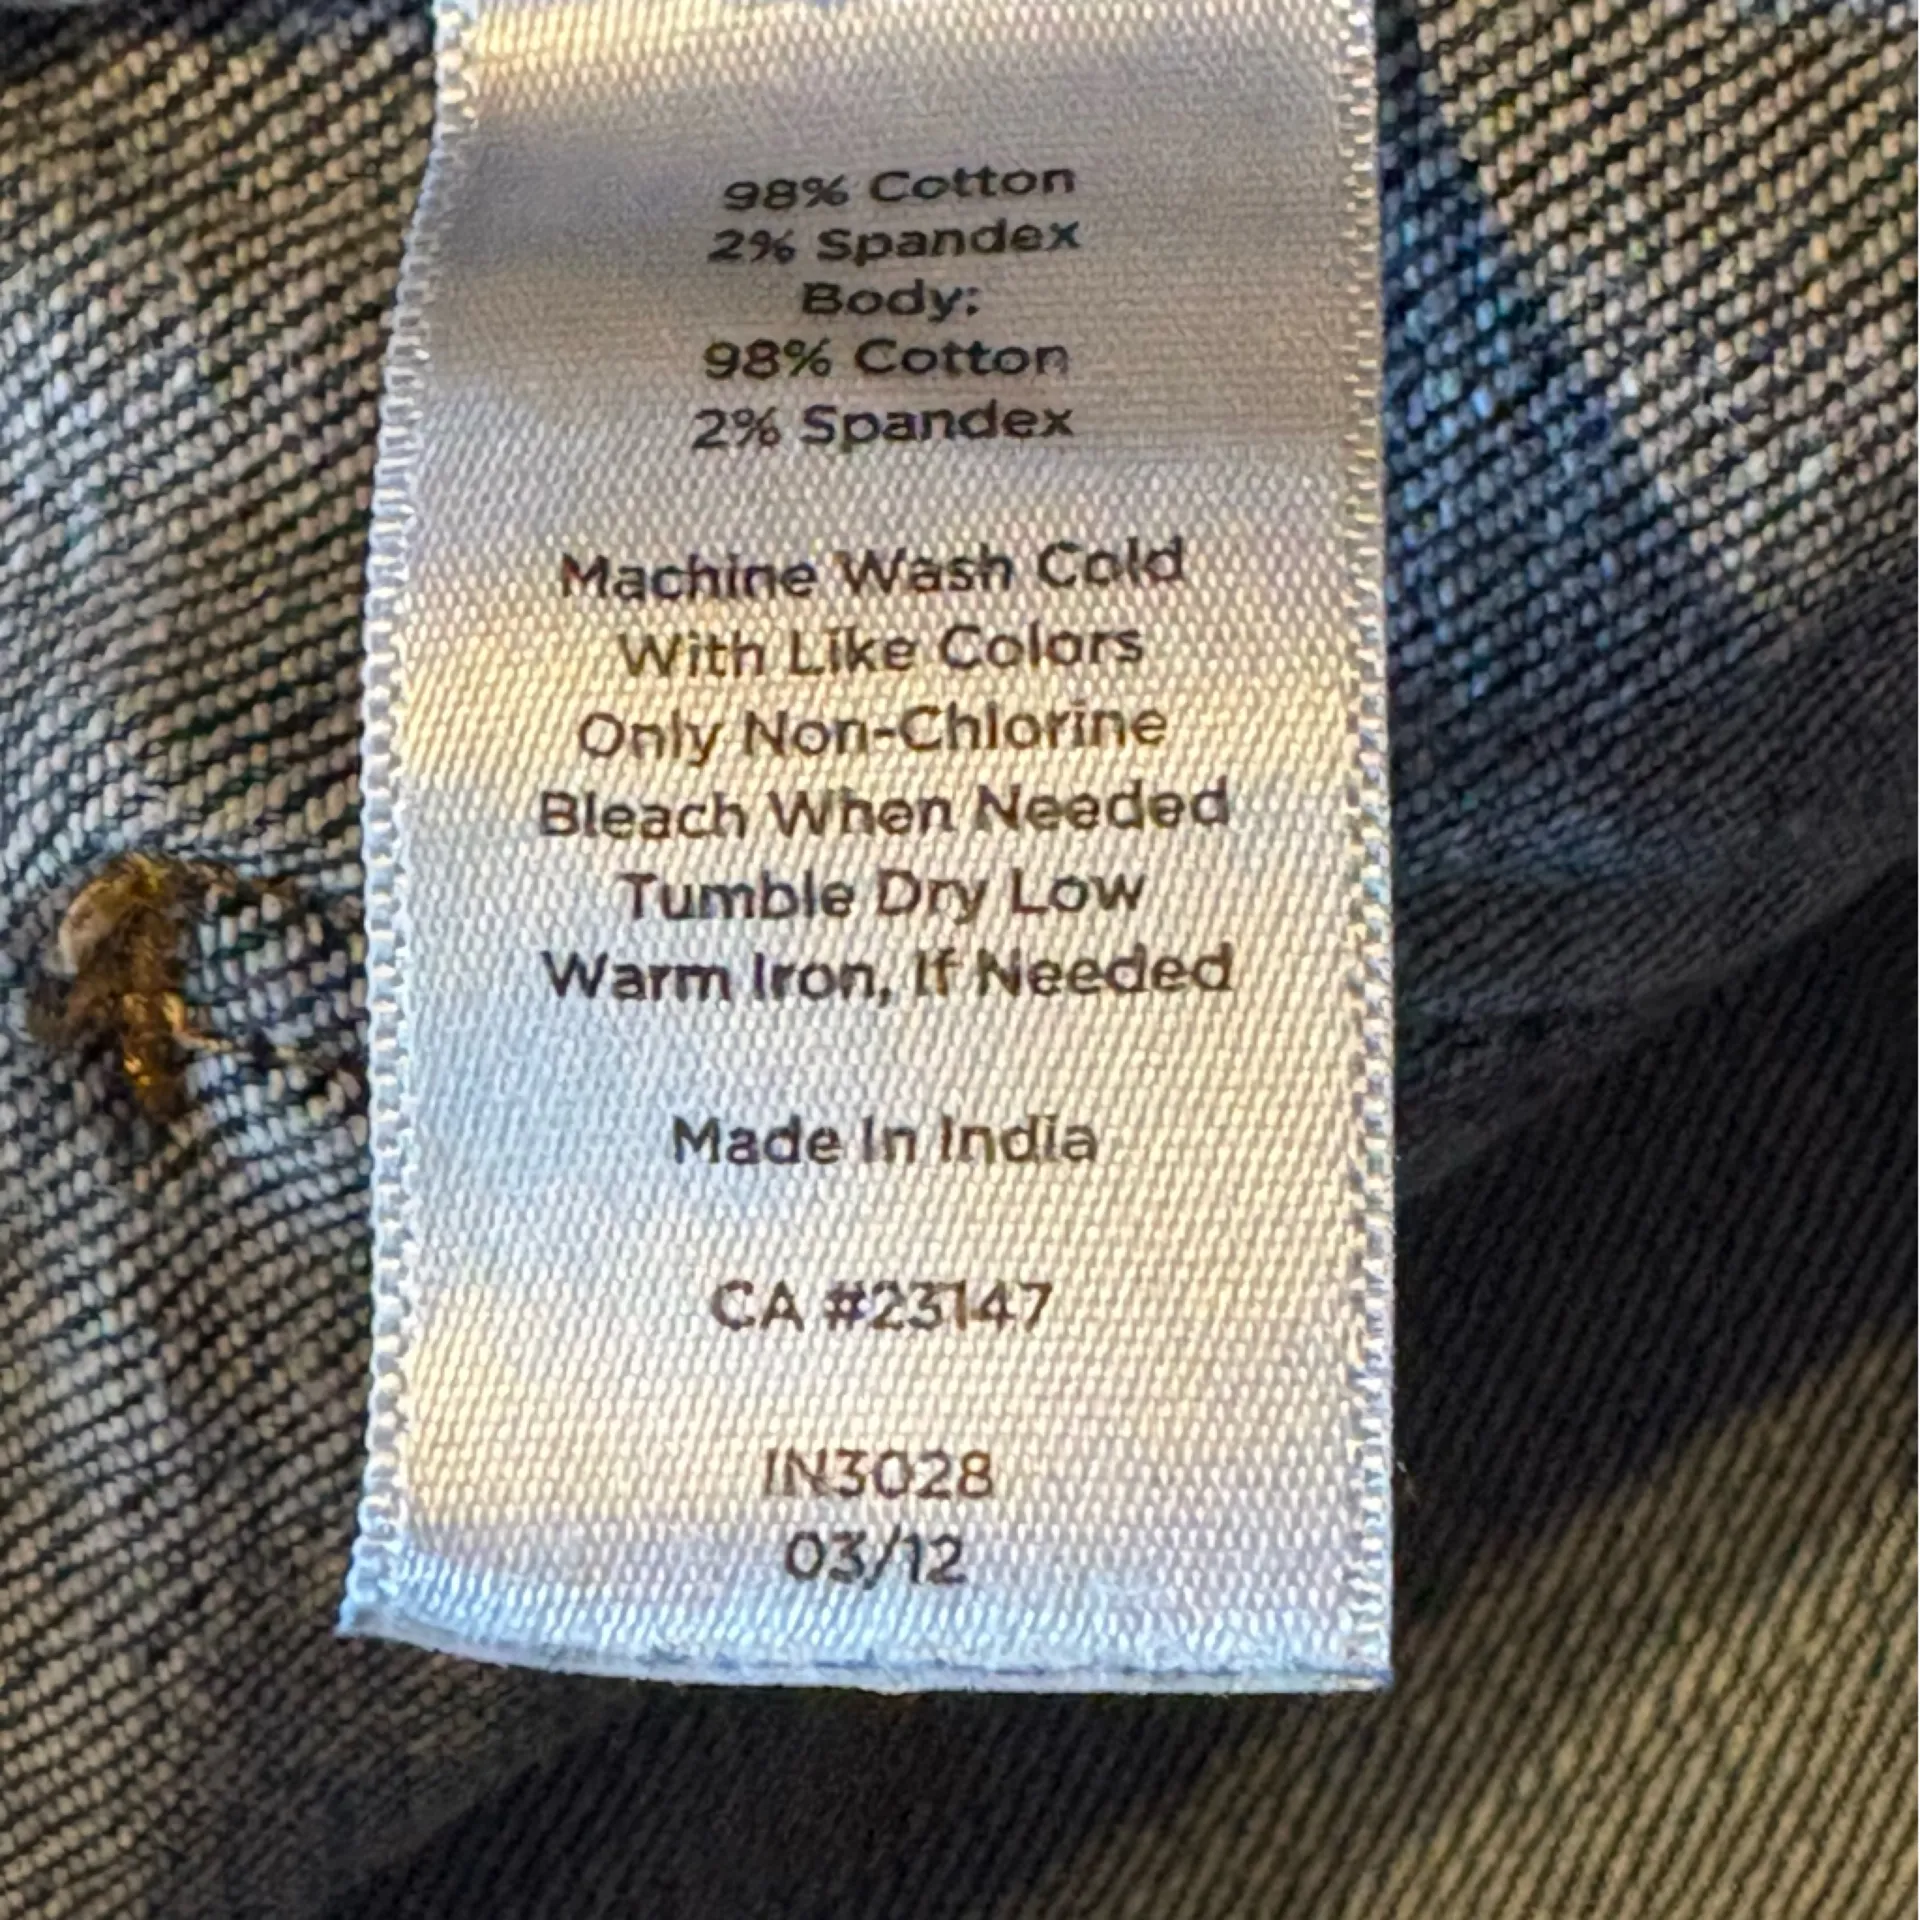 98% Cotton
2% Spandex
Body:
98% Cotton
2% Spandex
Machine Wash Cold
With Like Colors
Only Non-Chlorine
Bleach When Needed
Tumble Dry Low
Warm Iron, If Needed
Made In India
CA #23147
IN3028
03/12